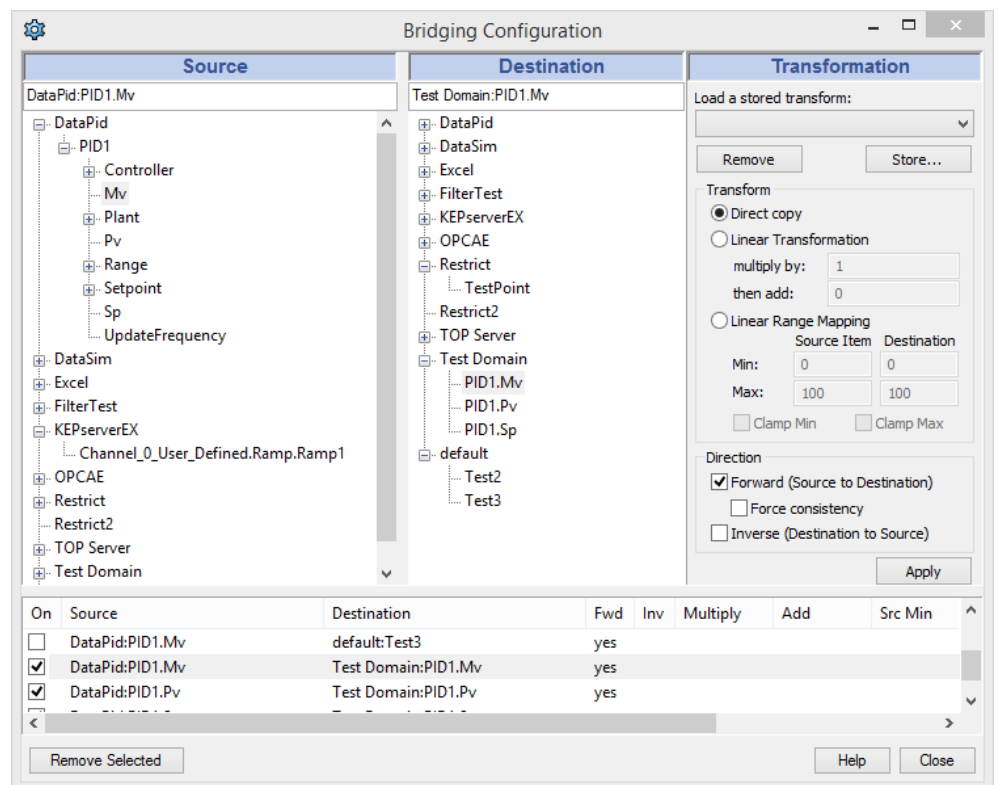 Bridging Configuration
Source
Destination
Transformation
DataPid:PID1.Mv
DataPid
PID1
Controller
Mv
Plant
Pv
Range
Setpoint
Sp
UpdateFrequency
DataSim
Excel
FilterTest
KEPserverEX
Channel_0_User_Defined.Ramp.Ramp1
OPCAE
Restrict
Restrict2
TOP Server
Test Domain
Test Domain:PID1.Mv
DataPid
DataSim
Excel
FilterTest
KEPserverEX
OPCAE
Restrict
TestPoint
Restrict2
TOP Server
Test Domain
PID1.Mv
PID1.Pv
PID1.Sp
default
Test2
Test3
Load a stored transform:
Remove Store...
Transform
Direct copy
Linear Transformation
multiply by: 1
then add: 0
Linear Range Mapping
Source Item Destination
Min: 0 0
Max: 100 100
Clamp Min Clamp Max
Direction
Forward (Source to Destination)
Force consistency
Inverse (Destination to Source)
Apply
On Source Destination Fwd Inv Multiply Add Src Min
DataPid:PID1.Mv default:Test3 yes
DataPid:PID1.Mv Test Domain:PID1.Mv yes
DataPid:PID1.Pv Test Domain:PID1.Pv yes
Remove Selected Help Close